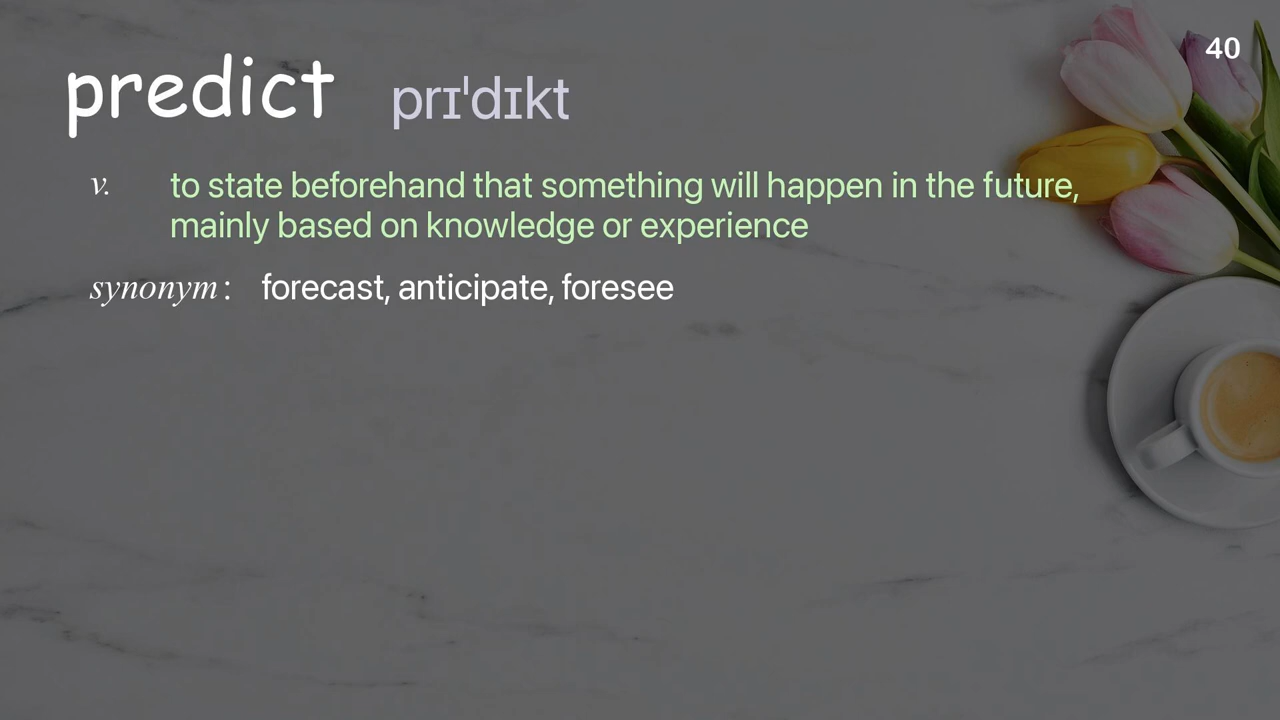 40
predict prɪˈdɪkt
v. to state beforehand that something will happen in the future,
mainly based on knowledge or experience
synonym: forecast, anticipate, foresee